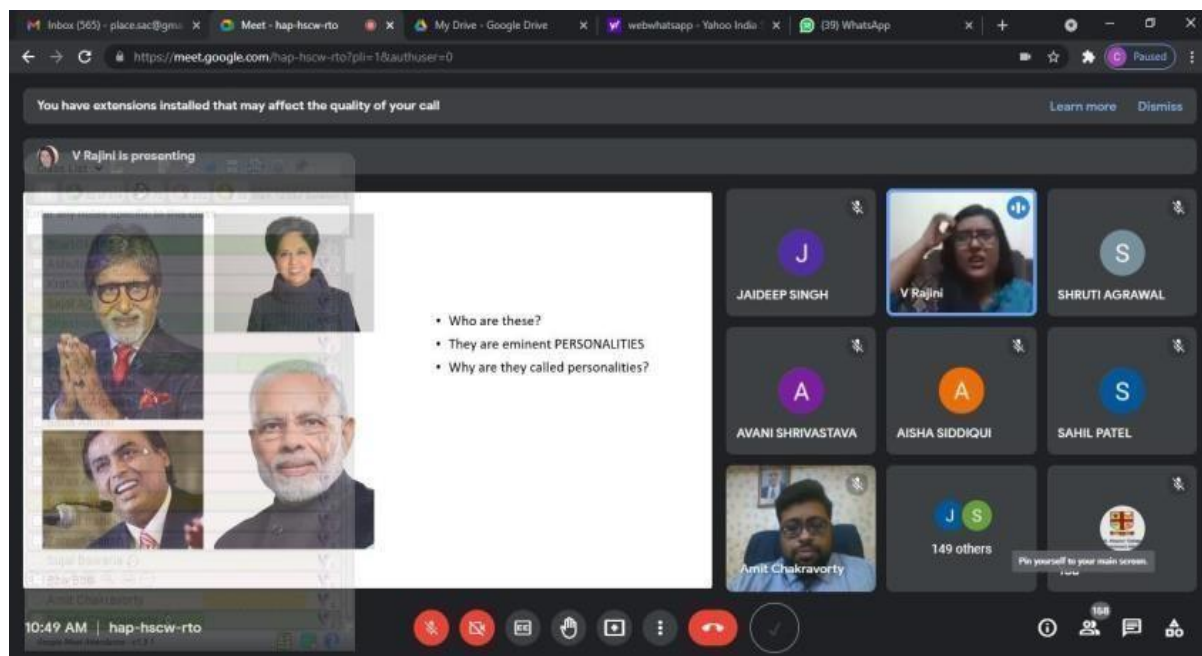 Inbox (565) - place.sac@gma
Meet - hap-hscw-rto
My Drive - Google Drive
webwhatsapp - Yahoo India
(39) WhatsApp
https://meet.google.com/hap-hscw-rto?pli=1&authuser=0
Paused
You have extensions installed that may affect the quality of your call
Learn more
Dismiss
V Rajini is presenting
• Who are these?
• They are eminent PERSONALITIES
• Why are they called personalities?
J
JAIDEEP SINGH
V Rajini
S
SHRUTI AGRAWAL
A
AVANI SHRIVASTAVA
A
AISHA SIDDIQUI
S
SAHIL PATEL
Amit Chakravorty
J S
149 others
Pin yourself to your main screen.
Amit Chakravorty
10:49 AM | hap-hscw-rto
158